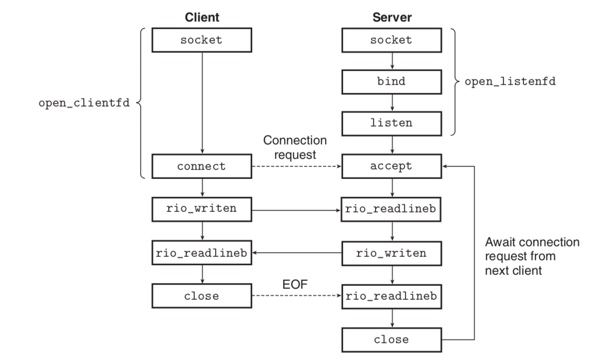 Client
Server
socket
socket
bind
open_clientfd
open_listenfd
listen
Connection
request
connect
accept
rio_writen
rio_readlineb
rio_readlineb
rio_writen
Await connection
request from
next client
EOF
close
rio_readlineb
close